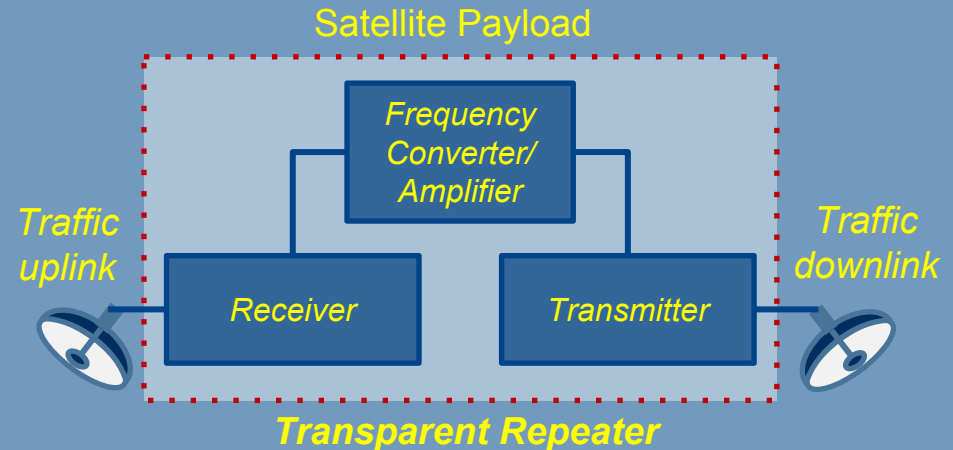 Satellite Payload
Frequency
Converter/
Amplifier
Traffic
uplink
Traffic
downlink
Receiver
Transmitter
Transparent Repeater